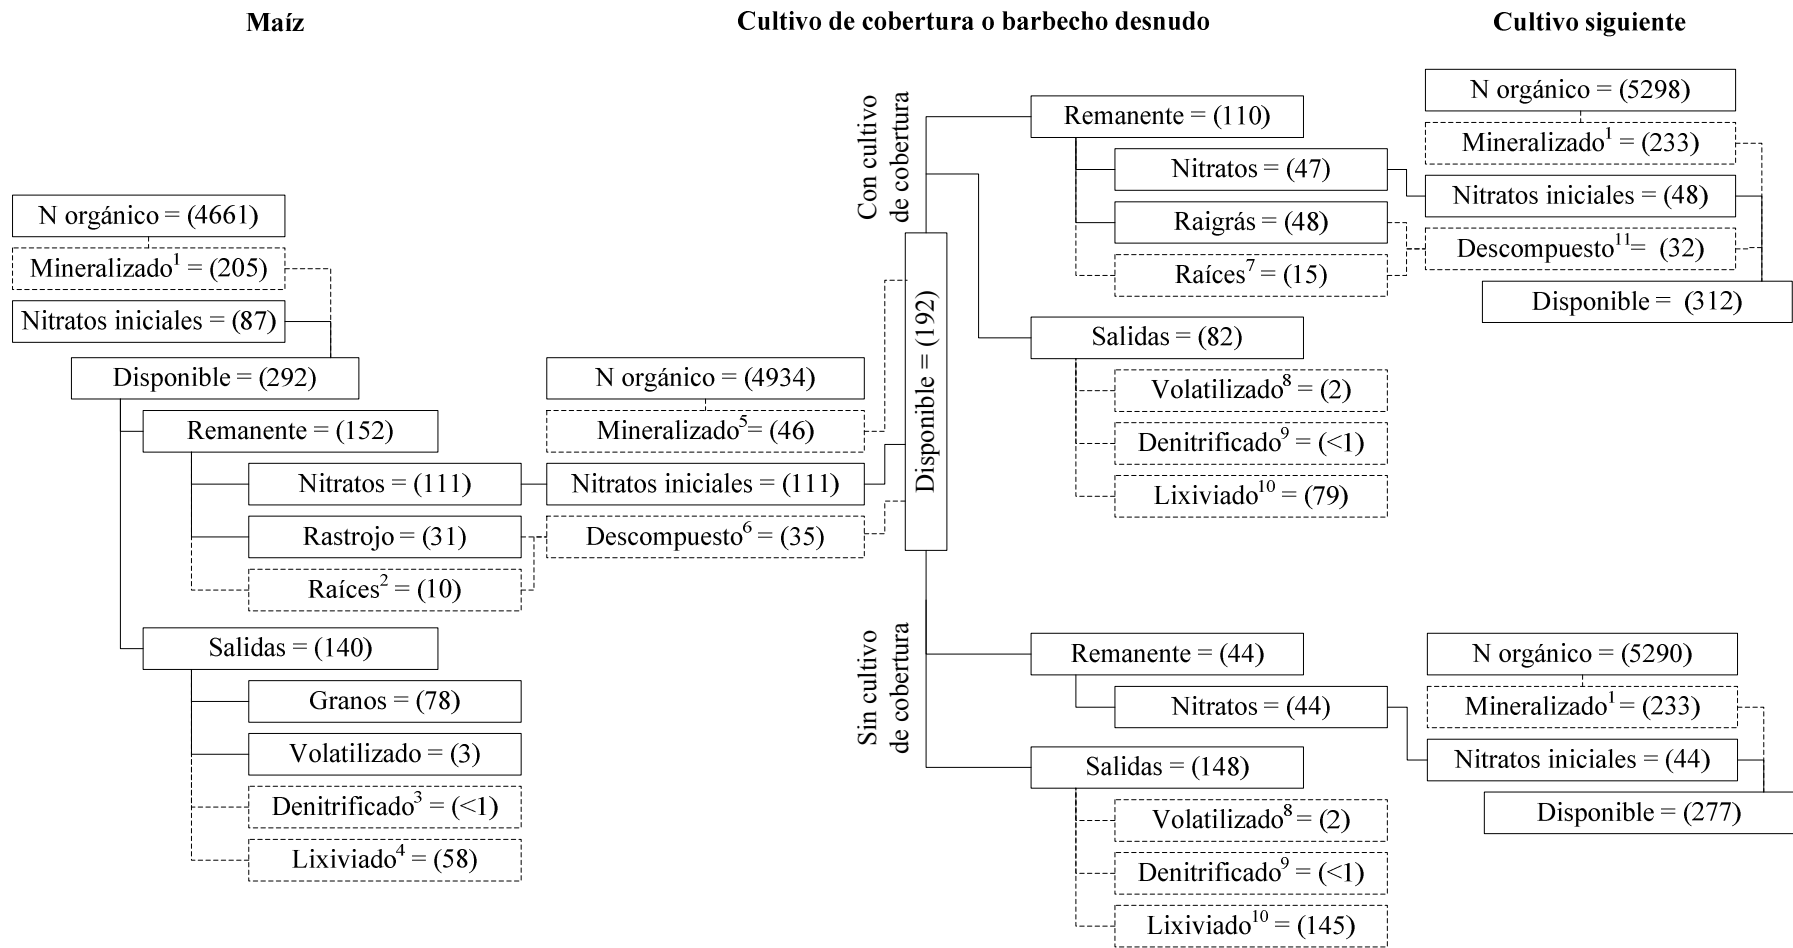 Maíz
N orgánico = (4661)
Mineralizado1 = (205)
Nitratos iniciales = (87)
Disponible = (292)
Remanente = (152)
Nitratos = (111)
Rastrojo = (31)
Raíces2 = (10)
Salidas = (140)
Granos = (78)
Volatilizado = (3)
Denitrificado3 = (<1)
Lixiviado4 = (58)
Cultivo de cobertura o barbecho desnudo
N orgánico = (4934)
Mineralizado5= (46)
Nitratos iniciales = (111)
Descompuesto6 = (35)
Disponible = (192)
Con cultivo
de cobertura
Remanente = (110)
Nitratos = (47)
Raigrás = (48)
Raíces7 = (15)
Salidas = (82)
Volatilizado8 = (2)
Denitrificado9 = (<1)
Lixiviado10 = (79)
Sin cultivo
de cobertura
Remanente = (44)
Nitratos = (44)
Salidas = (148)
Volatilizado8 = (2)
Denitrificado9 = (<1)
Lixiviado10 = (145)
Cultivo siguiente
N orgánico = (5298)
Mineralizado1 = (233)
Nitratos iniciales = (48)
Descompuesto11= (32)
Disponible = (312)
N orgánico = (5290)
Mineralizado1 = (233)
Nitratos iniciales = (44)
Disponible = (277)